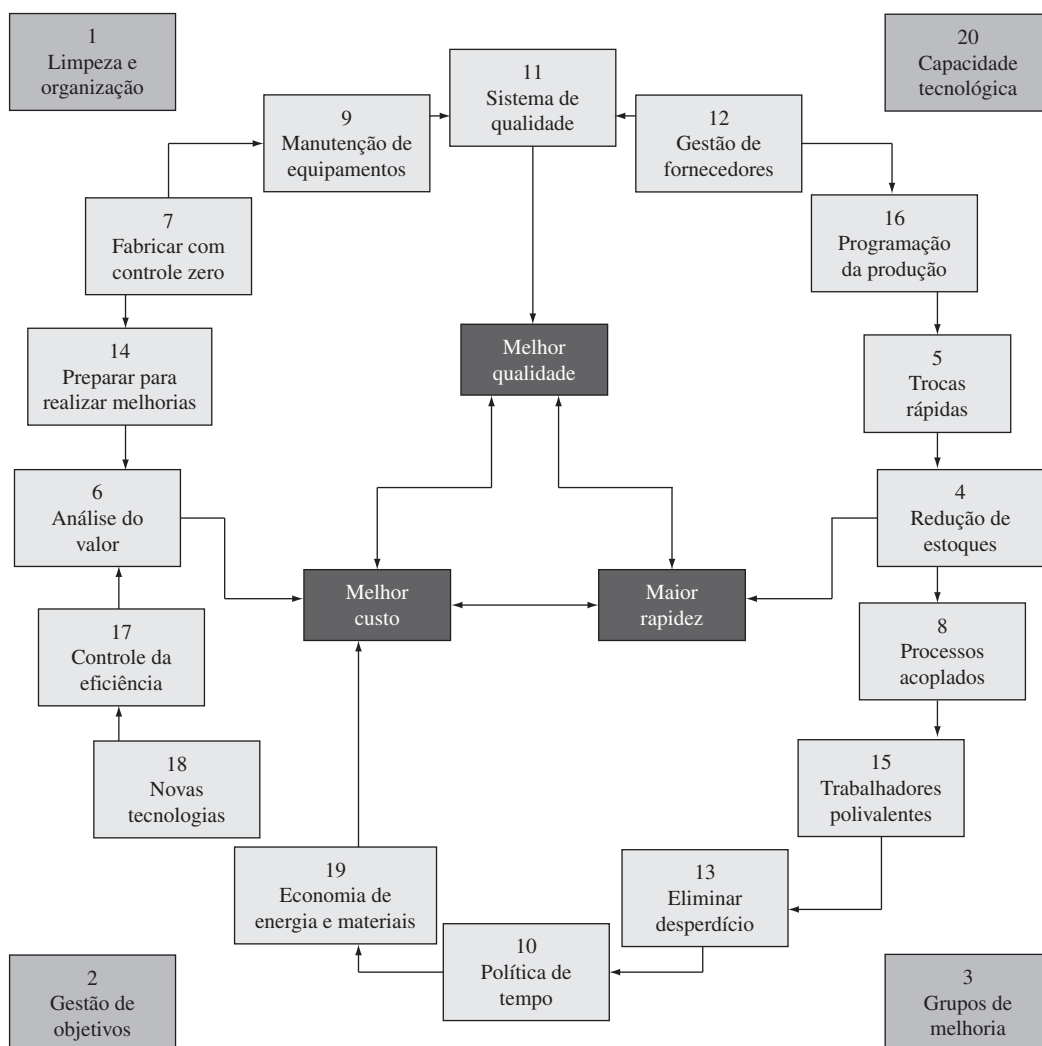 1
Limpeza e
organização
20
Capacidade
tecnológica
11
Sistema de
qualidade
9
Manutenção de
equipamentos
12
Gestão de
fornecedores
7
Fabricar com
controle zero
16
Programação
da produção
14
Preparar para
realizar melhorias
Melhor
qualidade
5
Trocas
rápidas
6
Análise do
valor
4
Redução de
estoques
Melhor
custo
Maior
rapidez
17
Controle da
eficiência
8
Processos
acoplados
18
Novas
tecnologias
15
Trabalhadores
polivalentes
19
Economia de
energia e materiais
13
Eliminar
desperdício
10
Política de
tempo
2
Gestão de
objetivos
3
Grupos de
melhoria